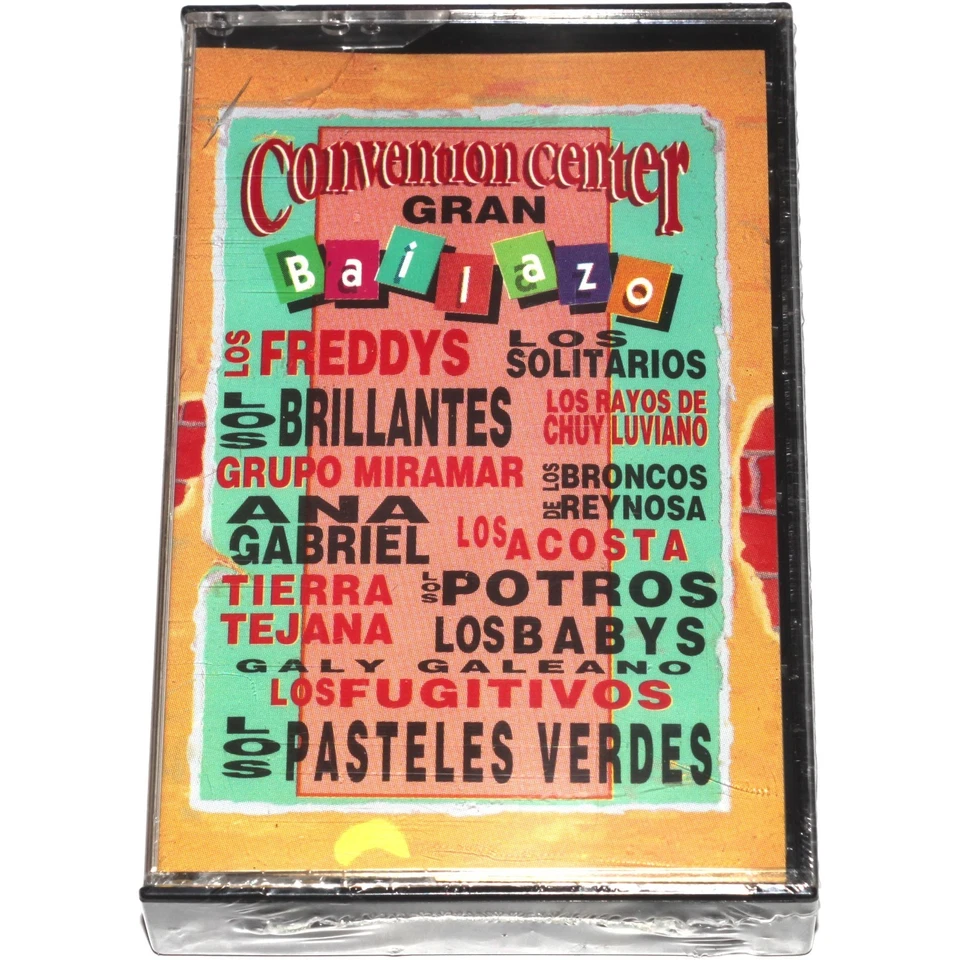 Convention Center
GRAN
Bailazo
LOS FREDDYS
LOS
SOLITARIOS
LOS BRILLANTES
LOS RAYOS DE
CHUY LUVIANO
GRUPO MIRAMAR
LOS BRONCOS
DE REYNOSA
ANA
GABRIEL
LOS ACOSTA
TIERRA
TEJANA
LOS POTROS
LOS BABYS
GALY GALEANO
LOS FUGITIVOS
LOS PASTELES VERDES